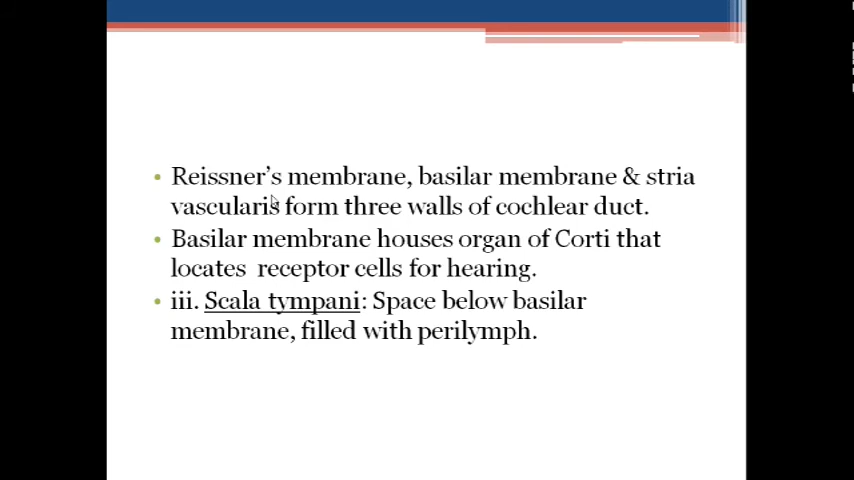 • Reissner's membrane, basilar membrane & stria
vascularis form three walls of cochlear duct.
• Basilar membrane houses organ of Corti that
locates  receptor cells for hearing.
• iii. Scala tympani: Space below basilar
membrane, filled with perilymph.